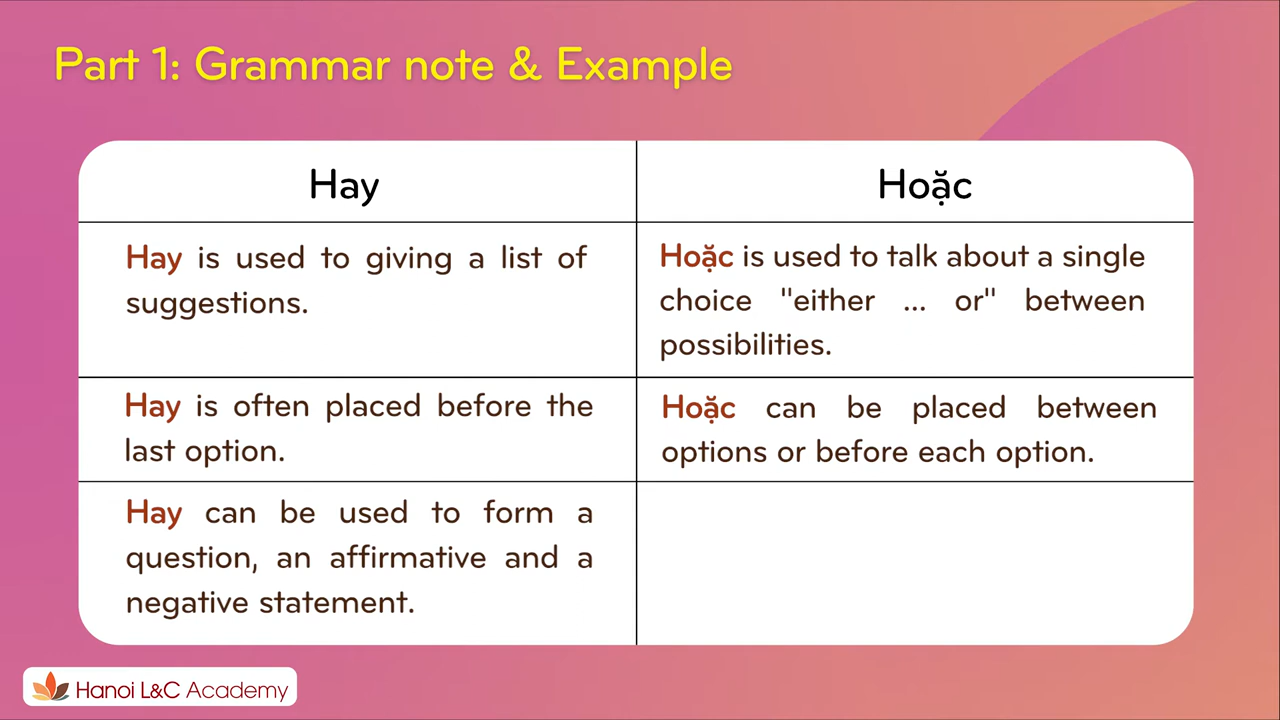 Part 1: Grammar note & Example
Hay
Hoặc
Hay is used to giving a list of
suggestions.
Hoặc is used to talk about a single
choice "either ... or" between
possibilities.
Hay is often placed before the
last option.
Hoặc can be placed between
options or before each option.
Hay can be used to form a
question, an affirmative and a
negative statement.
Hanoi L&C Academy